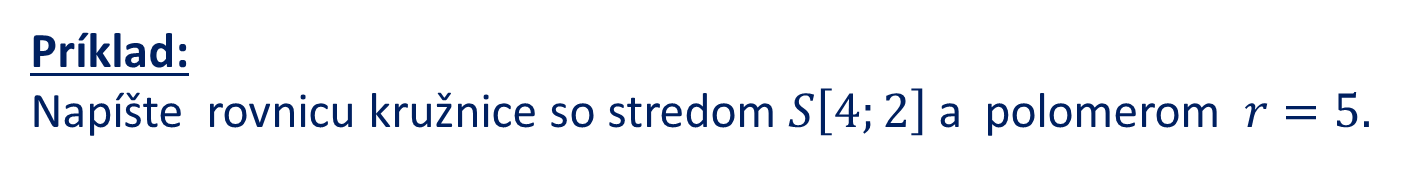 Príklad:
Napíšte rovnicu kružnice so stredom S[4; 2] a polomerom r = 5.